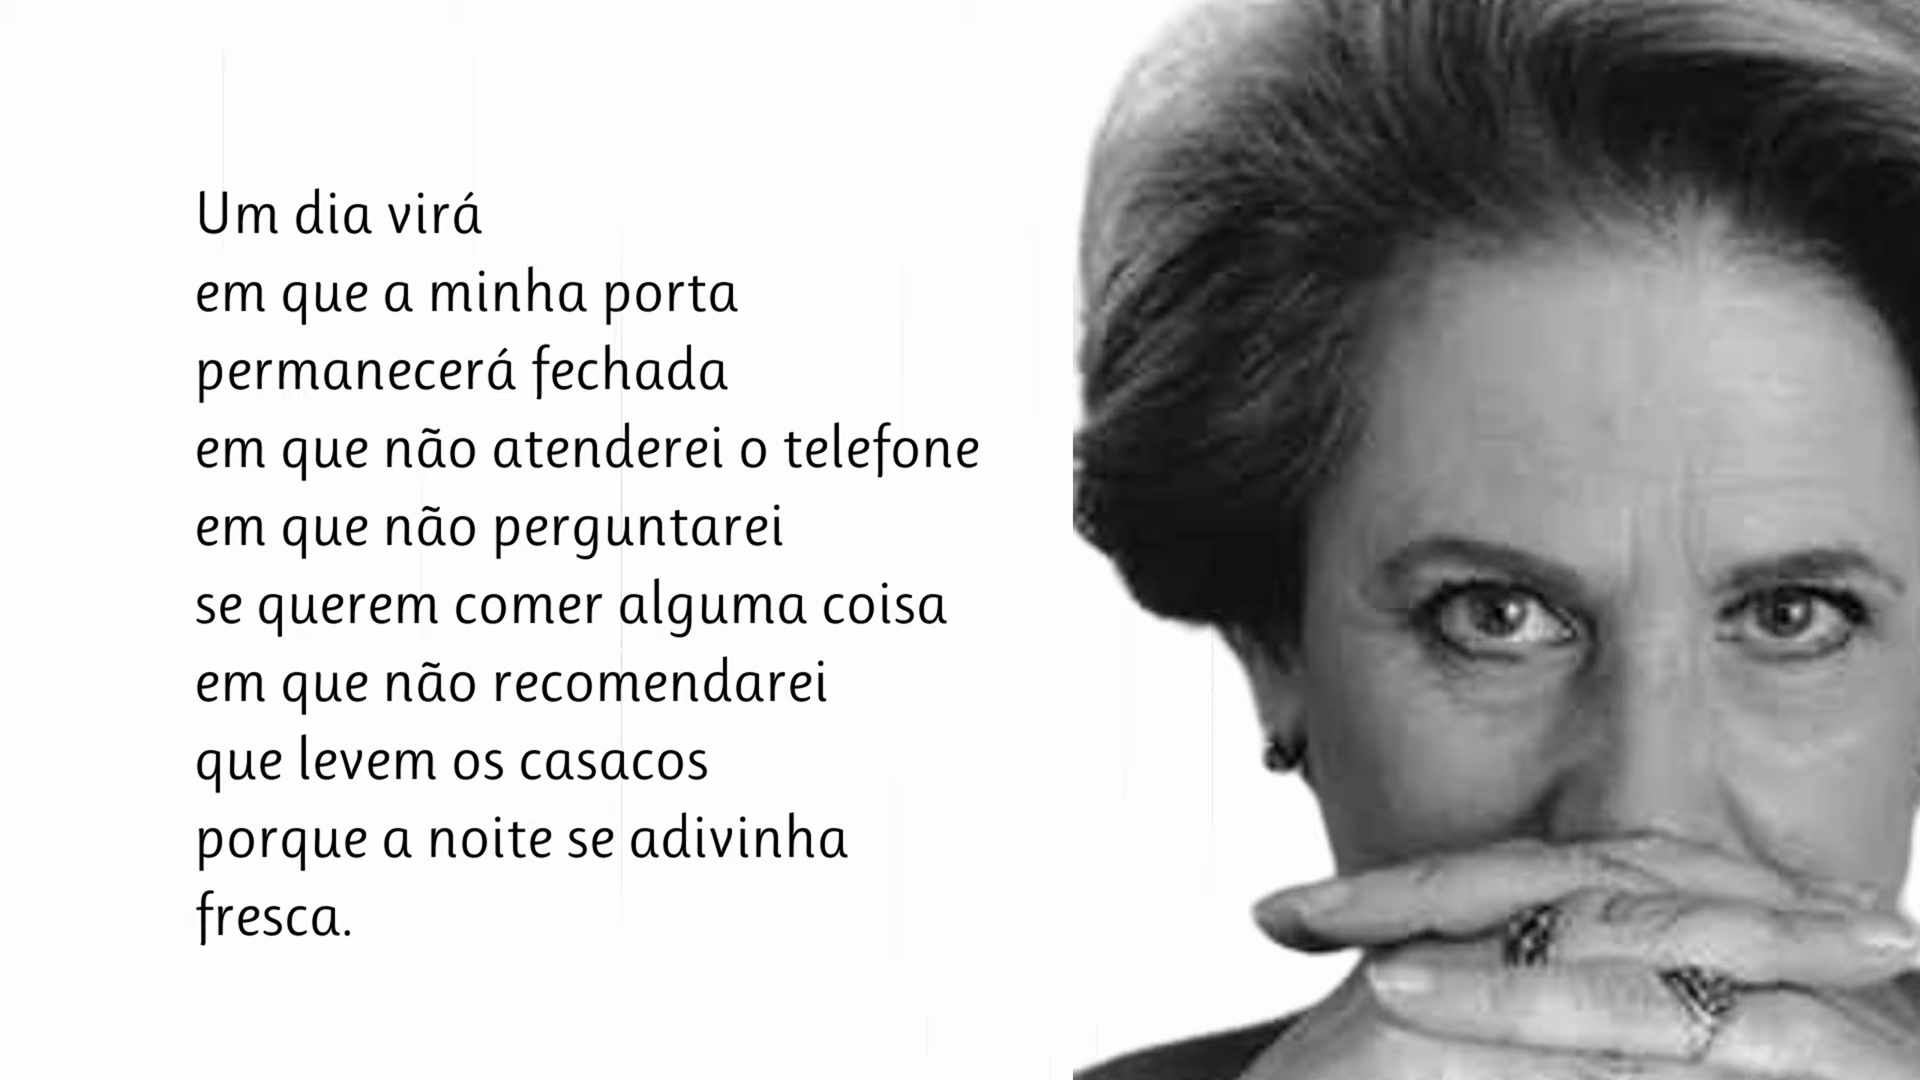 Um dia virá
em que a minha porta
permanecerá fechada
em que não atenderei o telefone
em que não perguntarei
se querem comer alguma coisa
em que não recomendarei
que levem os casacos
porque a noite se adivinha
fresca.